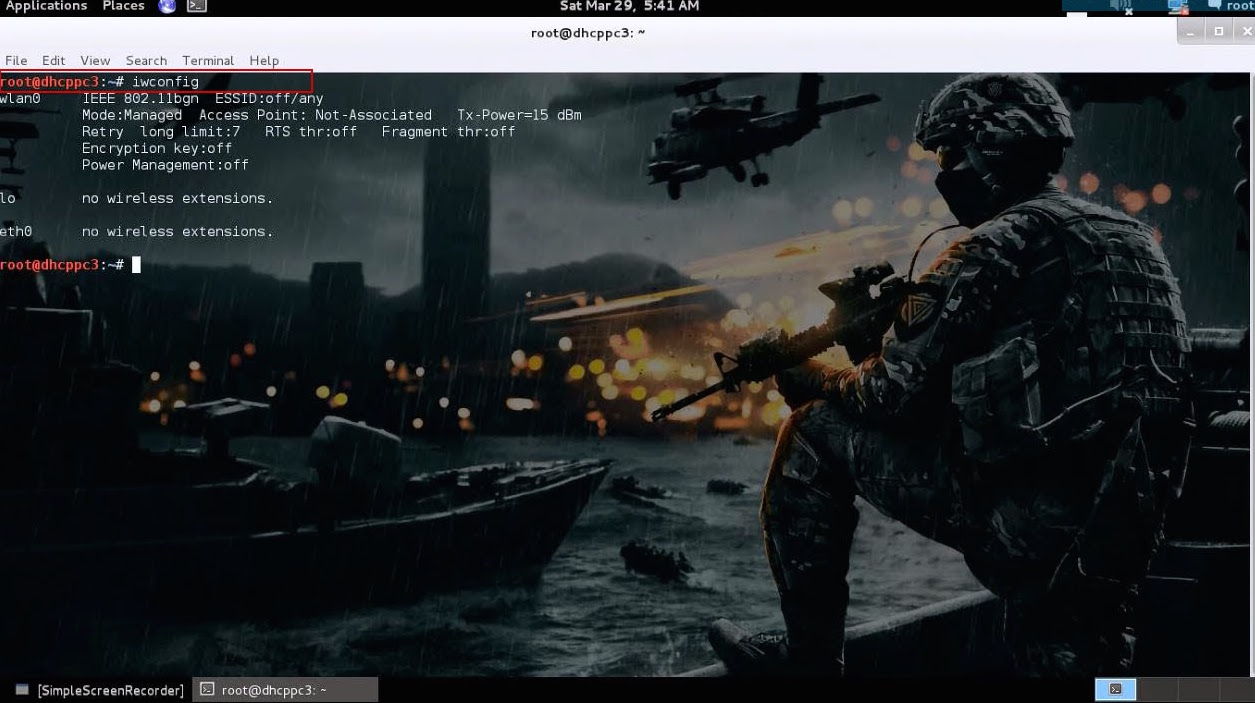 Applications Places Sat Mar 29, 5:41 AM root
root@dhcppc3: ~
File Edit View Search Terminal Help
root@dhcppc3:~# iwconfig
wlan0 IEEE 802.11bgn ESSID:off/any
Mode:Managed Access Point: Not-Associated Tx-Power=15 dBm
Retry long limit:7 RTS thr:off Fragment thr:off
Encryption key:off
Power Management:off
lo no wireless extensions.
eth0 no wireless extensions.
root@dhcppc3:~#
[SimpleScreenRecorder] root@dhcppc3: ~